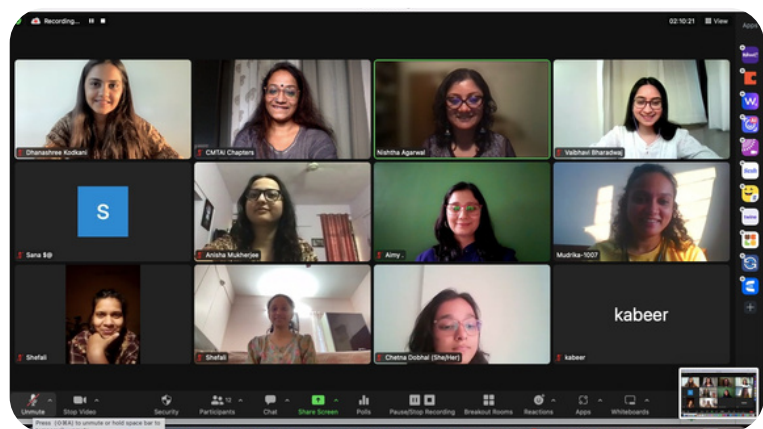 Recording...
02:10:21
View
Apps
Dhanashree Kodkani
CMTAI Chapters
Nishtha Agarwal
Vaibhavi Bharadwaj
S
Sana $@
Anisha Mukherjee
Aimy .
Mudrika-1007
Shefali
Shefali
Chetna Dobhal (She/Her)
kabeer
kabeer
12
Unmute
Stop Video
Security
Participants
Chat
Share Screen
Polls
Pause/Stop Recording
Breakout Rooms
Reactions
Apps
Whiteboards
Press (⇧⌘A) to unmute or hold space bar to